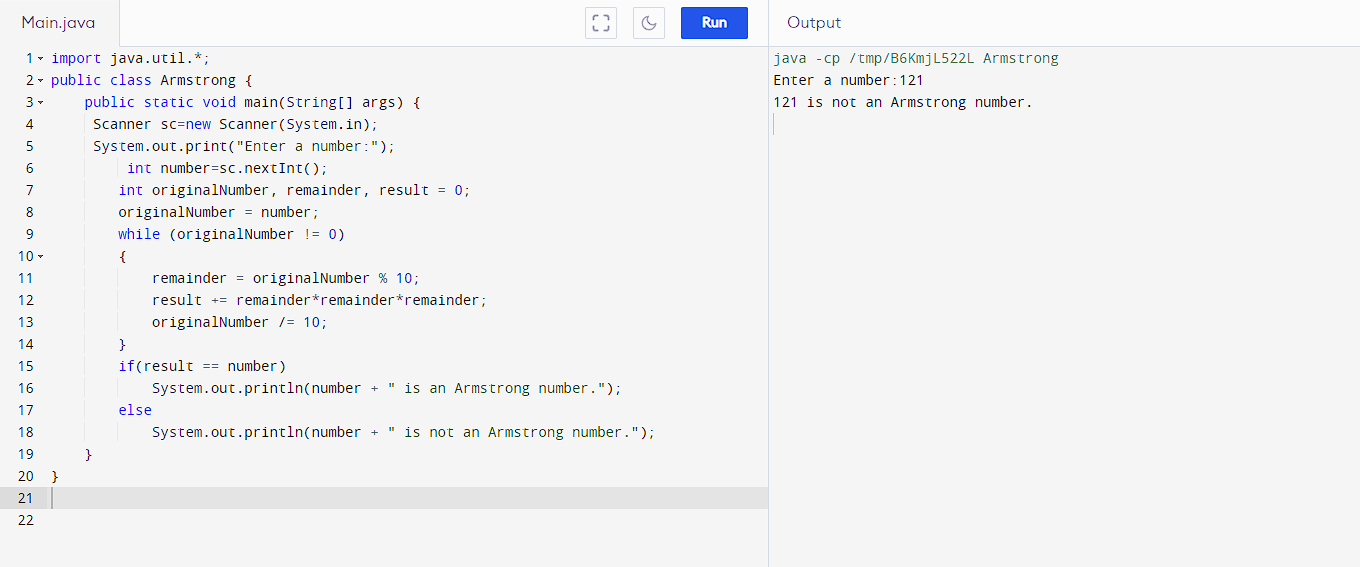 Main.java
Run
Output
1 import java.util.*;
2 public class Armstrong {
3 public static void main(String[] args) {
4 Scanner sc=new Scanner(System.in);
5 System.out.print("Enter a number:");
6 int number=sc.nextInt();
7 int originalNumber, remainder, result = 0;
8 originalNumber = number;
9 while (originalNumber != 0)
10 {
11 remainder = originalNumber % 10;
12 result += remainder*remainder*remainder;
13 originalNumber /= 10;
14 }
15 if(result == number)
16 System.out.println(number + " is an Armstrong number.");
17 else
18 System.out.println(number + " is not an Armstrong number.");
19 }
20 }
21
22
java -cp /tmp/B6KmjL522L Armstrong
Enter a number:121
121 is not an Armstrong number.